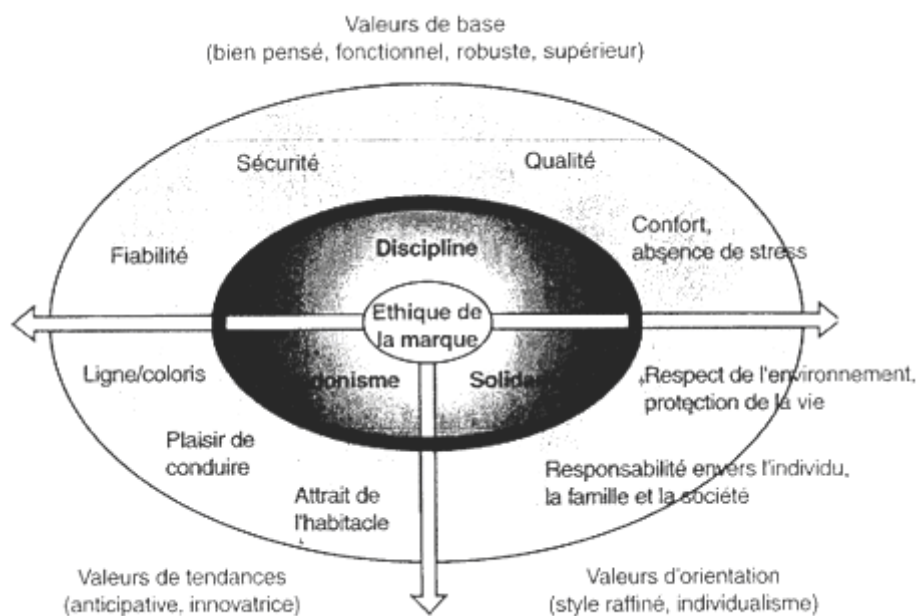 Valeurs de base
(bien pensé, fonctionnel, robuste, supérieur)
Sécurité
Qualité
Fiabilité
Confort,
absence de stress
Discipline
Ethique de
la marque
Ligne/coloris
Respect de l'environnement,
protection de la vie
Plaisir de
conduire
Responsabilité envers l'individu,
la famille et la société
Attrait de
l'habitacle
Valeurs de tendances
(anticipative, innovatrice)
Valeurs d'orientation
(style raffiné, individualisme)